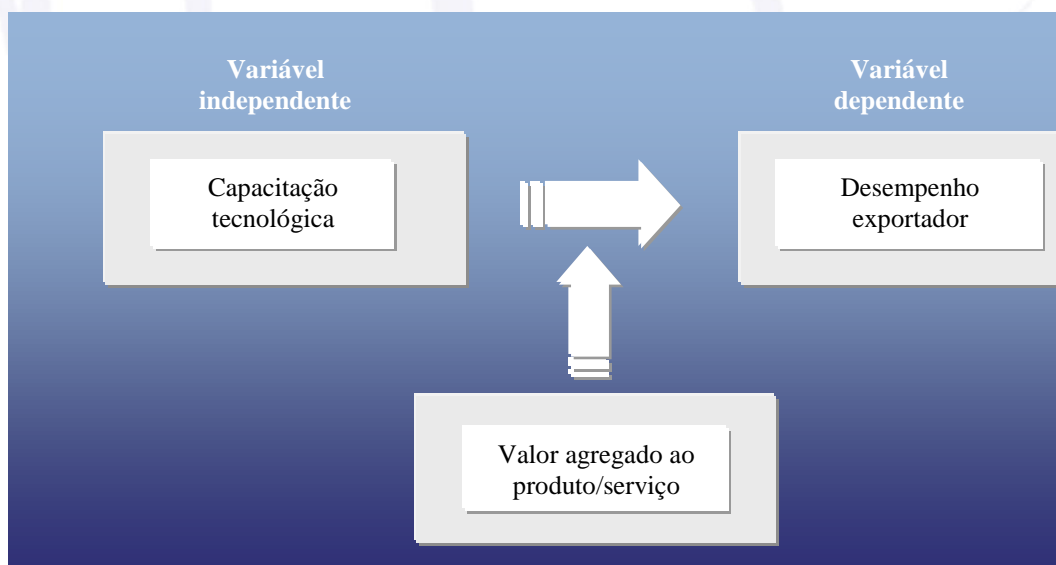 Variável
independente
Variável
dependente
Capacitação
tecnológica
Desempenho
exportador
Valor agregado ao
produto/serviço